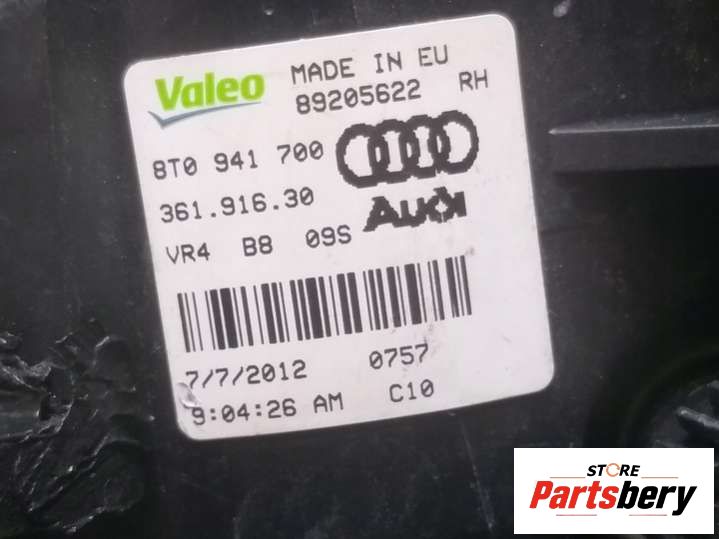 Valeo MADE IN EU
89205622 RH
8T0 941 700
361.916.30 Audi
VR4 B8 09S
7/7/2012 0757
9:04:26 AM C10
STORE
Partsbery